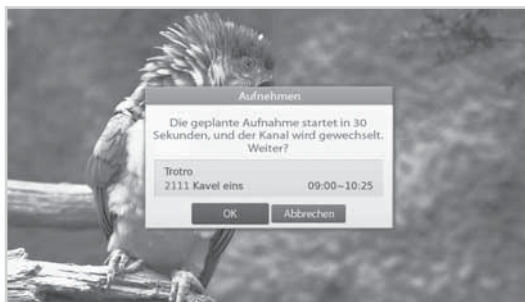 Aufnehmen
Die geplante Aufnahme startet in 30
Sekunden, und der Kanal wird gewechselt.
Weiter?
Trotro
2111 Kavel eins 09:00~10:25
OK Abbrechen